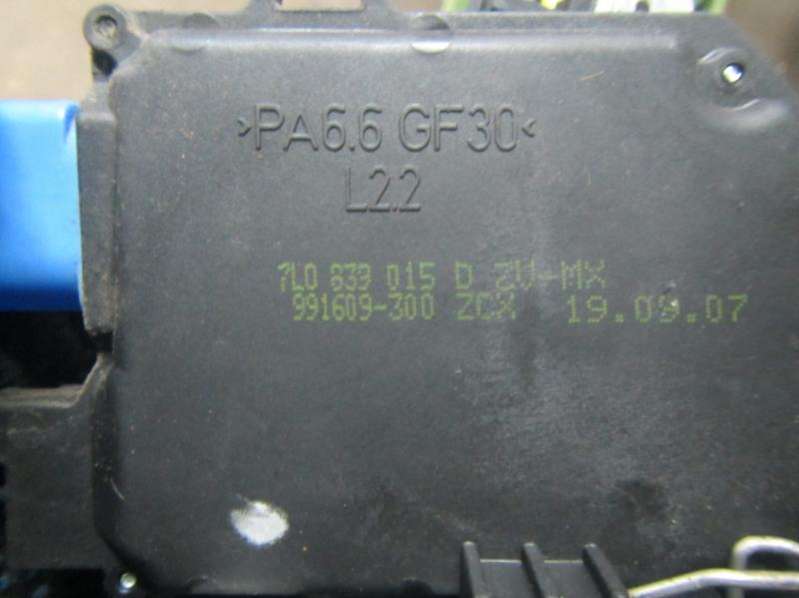 >PA6.6 GF30<
L2.2
7L0 839 015 D ZV-MX
991609-300 ZCX 19.09.07